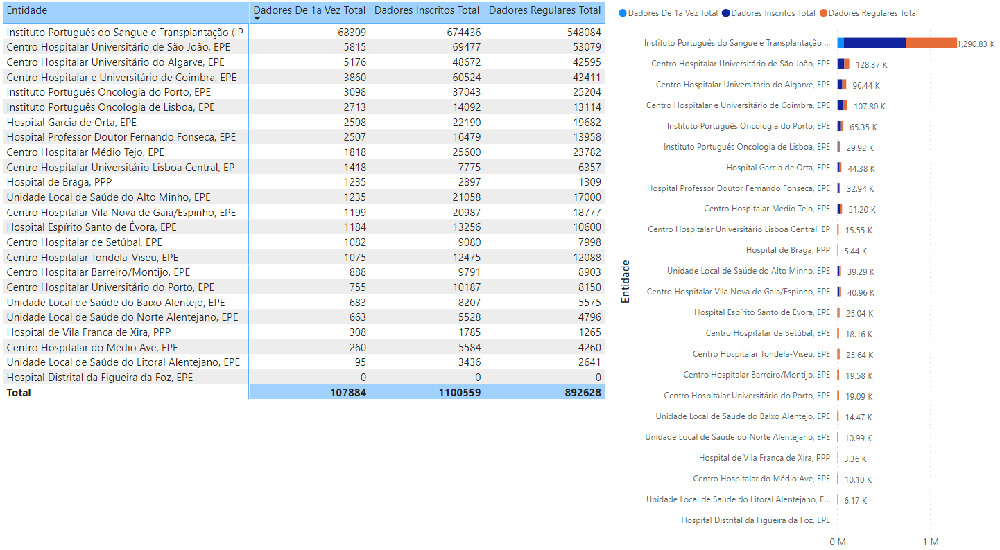 Entidade Dadores De 1a Vez Total Dadores Inscritos Total Dadores Regulares Total
Instituto Português do Sangue e Transplantação (IP 68309 674436 548084
Centro Hospitalar Universitário de São João, EPE 5815 69477 53079
Centro Hospitalar Universitário do Algarve, EPE 5176 48672 42595
Centro Hospitalar e Universitário de Coimbra, EPE 3860 60524 43411
Instituto Português Oncologia do Porto, EPE 3098 37043 25204
Instituto Português Oncologia de Lisboa, EPE 2713 14092 13114
Hospital Garcia de Orta, EPE 2508 22190 19682
Hospital Professor Doutor Fernando Fonseca, EPE 2507 16479 13958
Centro Hospitalar Médio Tejo, EPE 1818 25600 23782
Centro Hospitalar Universitário Lisboa Central, EP 1418 7775 6357
Hospital de Braga, PPP 1235 2897 1309
Unidade Local de Saúde do Alto Minho, EPE 1235 21058 17000
Centro Hospitalar Vila Nova de Gaia/Espinho, EPE 1199 20987 18777
Hospital Espírito Santo de Évora, EPE 1184 13256 10600
Centro Hospitalar de Setúbal, EPE 1082 9080 7998
Centro Hospitalar Tondela-Viseu, EPE 1075 12475 12088
Centro Hospitalar Barreiro/Montijo, EPE 888 9791 8903
Centro Hospitalar Universitário do Porto, EPE 755 10187 8150
Unidade Local de Saúde do Baixo Alentejo, EPE 683 8207 5575
Unidade Local de Saúde do Norte Alentejano, EPE 663 5528 4796
Hospital de Vila Franca de Xira, PPP 308 1785 1265
Centro Hospitalar do Médio Ave, EPE 260 5584 4260
Unidade Local de Saúde do Litoral Alentejano, EPE 95 3436 2641
Hospital Distrital da Figueira da Foz, EPE 0 0 0
Total 107884 1100559 892628
Dadores De 1a Vez Total Dadores Inscritos Total Dadores Regulares Total
Entidade
Instituto Português do Sangue e Transplantação ... 1,290.83 K
Centro Hospitalar Universitário de São João, EPE 128.37 K
Centro Hospitalar Universitário do Algarve, EPE 96.44 K
Centro Hospitalar e Universitário de Coimbra, EPE 107.80 K
Instituto Português Oncologia do Porto, EPE 65.35 K
Instituto Português Oncologia de Lisboa, EPE 29.92 K
Hospital Garcia de Orta, EPE 44.38 K
Hospital Professor Doutor Fernando Fonseca, EPE 32.94 K
Centro Hospitalar Médio Tejo, EPE 51.20 K
Centro Hospitalar Universitário Lisboa Central, EP 15.55 K
Hospital de Braga, PPP 5.44 K
Unidade Local de Saúde do Alto Minho, EPE 39.29 K
Centro Hospitalar Vila Nova de Gaia/Espinho, EPE 40.96 K
Hospital Espírito Santo de Évora, EPE 25.04 K
Centro Hospitalar de Setúbal, EPE 18.16 K
Centro Hospitalar Tondela-Viseu, EPE 25.64 K
Centro Hospitalar Barreiro/Montijo, EPE 19.58 K
Centro Hospitalar Universitário do Porto, EPE 19.09 K
Unidade Local de Saúde do Baixo Alentejo, EPE 14.47 K
Unidade Local de Saúde do Norte Alentejano, EPE 10.99 K
Hospital de Vila Franca de Xira, PPP 3.36 K
Centro Hospitalar do Médio Ave, EPE 10.10 K
Unidade Local de Saúde do Litoral Alentejano, E... 6.17 K
Hospital Distrital da Figueira da Foz, EPE
0 M 1 M